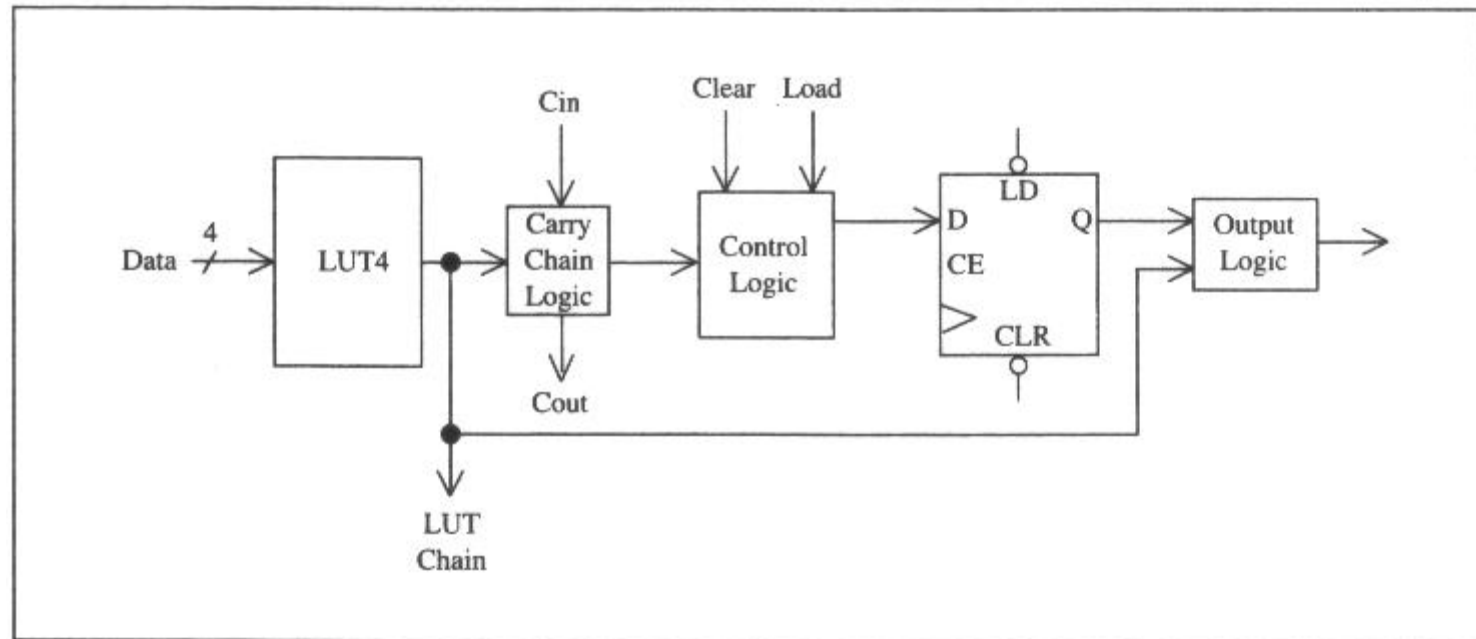 Clear Load
Cin
LD
4
Carry
D
Q
Output
Data
LUT4
Chain
Control
CE
Logic
Logic
Logic
CLR
Cout
LUT
Chain